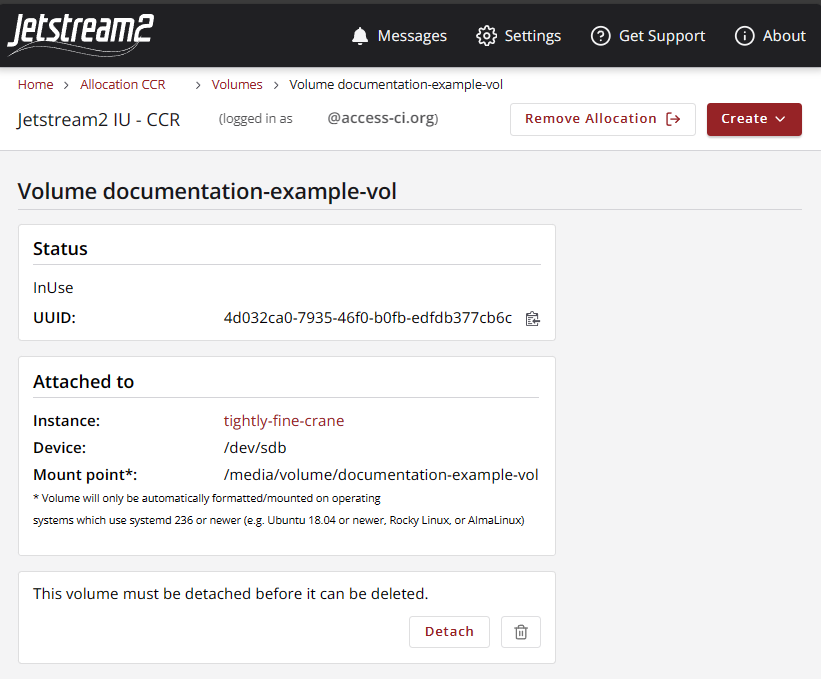 Jetstream2
Messages Settings Get Support About
Home > Allocation CCR > Volumes > Volume documentation-example-vol
Jetstream2 IU - CCR (logged in as @access-ci.org) Remove Allocation Create
Volume documentation-example-vol
Status
InUse
UUID: 4d032ca0-7935-46f0-b0fb-edfdb377cb6c
Attached to
Instance: tightly-fine-crane
Device: /dev/sdb
Mount point*: /media/volume/documentation-example-vol
* Volume will only be automatically formatted/mounted on operating
systems which use systemd 236 or newer (e.g. Ubuntu 18.04 or newer, Rocky Linux, or AlmaLinux)
This volume must be detached before it can be deleted.
Detach